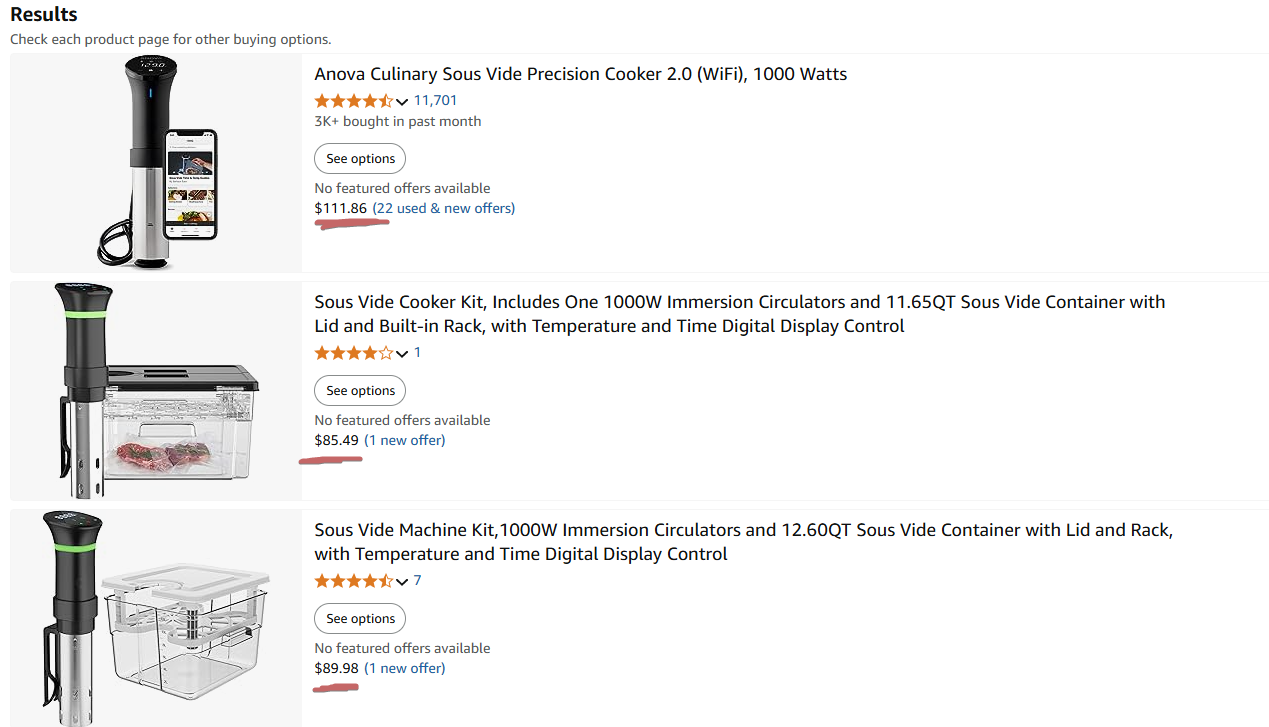 Results
Check each product page for other buying options.
Anova Culinary Sous Vide Precision Cooker 2.0 (WiFi), 1000 Watts
11,701
3K+ bought in past month
See options
No featured offers available
$111.86 (22 used & new offers)
Sous Vide Cooker Kit, Includes One 1000W Immersion Circulators and 11.65QT Sous Vide Container with
Lid and Built-in Rack, with Temperature and Time Digital Display Control
1
See options
No featured offers available
$85.49 (1 new offer)
Sous Vide Machine Kit,1000W Immersion Circulators and 12.60QT Sous Vide Container with Lid and Rack,
with Temperature and Time Digital Display Control
7
See options
No featured offers available
$89.98 (1 new offer)